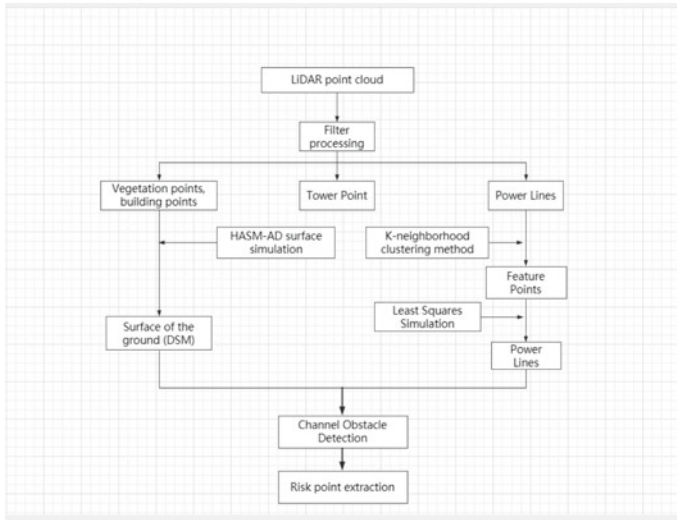 LiDAR point cloud
Filter
processing
Vegetation points,
building points
Tower Point
Power Lines
HASM-AD surface
simulation
K-neighborhood
clustering method
Feature
Points
Least Squares
Simulation
Surface of the
ground (DSM)
Power
Lines
Channel Obstacle
Detection
Risk point extraction